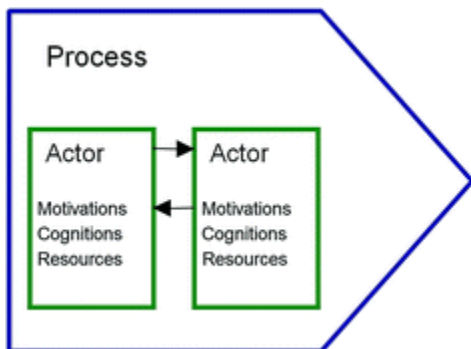 Process
Actor
Motivations
Cognitions
Resources
Actor
Motivations
Cognitions
Resources